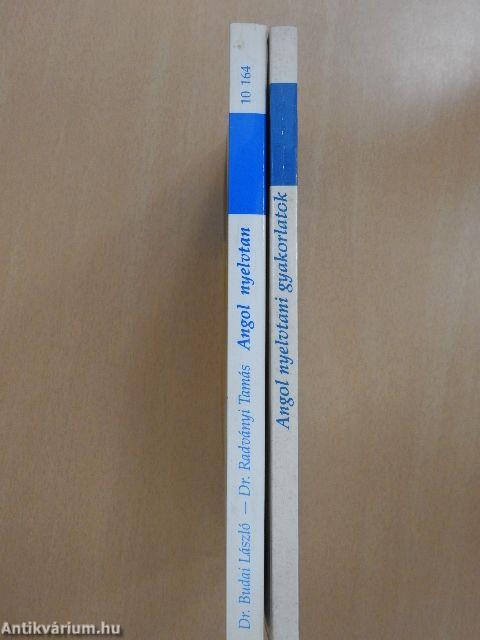 Dr. Budai László — Dr. Radványi Tamás Angol nyelvtan 10 164
Angol nyelvtani gyakorlatok
Antikvárium.hu